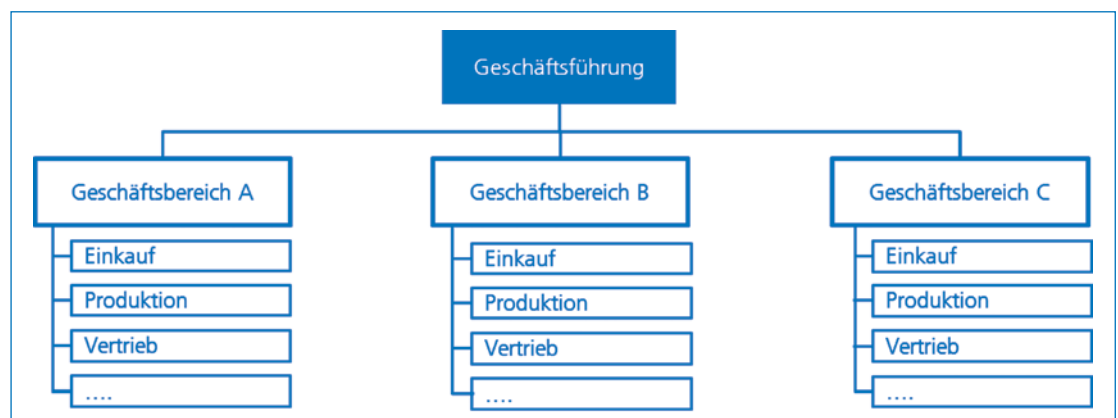 Geschäftsführung
Geschäftsbereich A
Einkauf
Produktion
Vertrieb
....
Geschäftsbereich B
Einkauf
Produktion
Vertrieb
....
Geschäftsbereich C
Einkauf
Produktion
Vertrieb
....